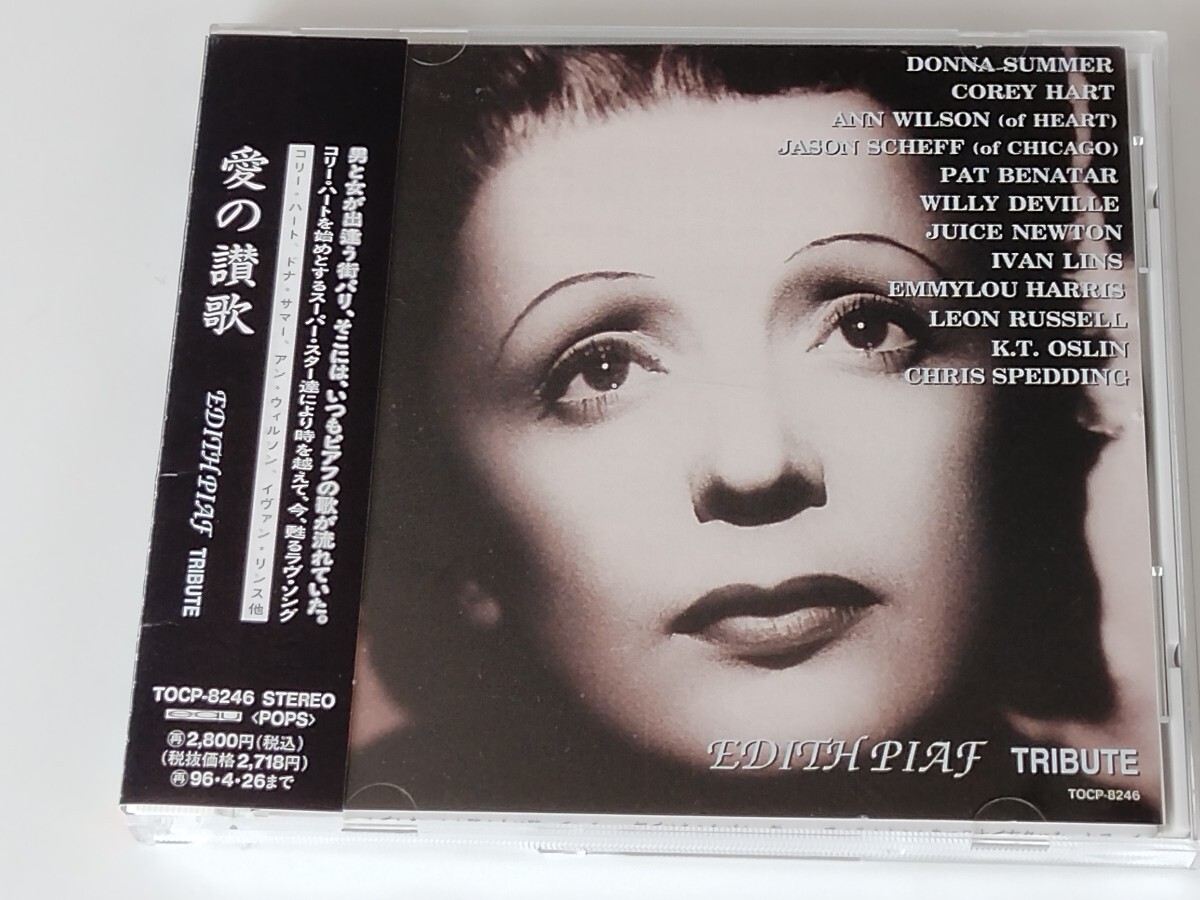 男と女が出逢う街パリ、そこには、いつもピアフの歌が流れていた。
コリー・ハートを始めとするスーパー・スター達により時を越えて、今、甦るラヴ・ソング
コリー・ハート、ドナ・サマー、アン・ウィルソン、イヴァン・リンス他
愛の讃歌
EDITH PIAF TRIBUTE
TOCP-8246 STEREO
eau 〈POPS〉
再2,800円(税込)
(税抜価格2,718円)
再96・4・26まで
DONNA SUMMER
COREY HART
ANN WILSON (of HEART)
JASON SCHEFF (of CHICAGO)
PAT BENATAR
WILLY DEVILLE
JUICE NEWTON
IVAN LINS
EMMYLOU HARRIS
LEON RUSSELL
K.T. OSLIN
CHRIS SPEDDING
EDITH PIAF TRIBUTE
TOCP-8246